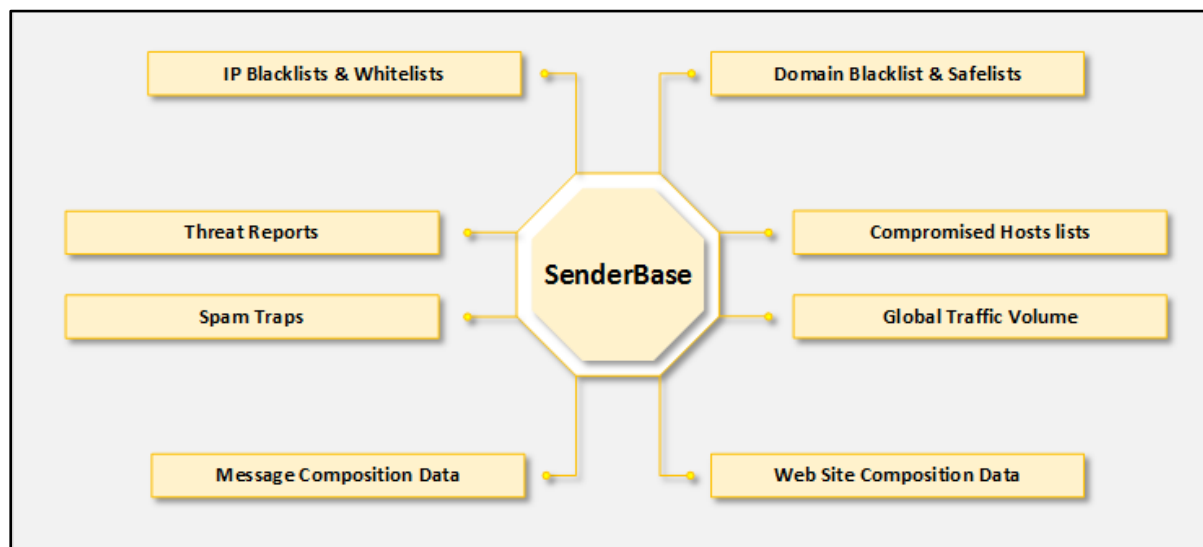 IP Blacklists & Whitelists
Domain Blacklist & Safelists
Threat Reports
Compromised Hosts lists
SenderBase
Spam Traps
Global Traffic Volume
Message Composition Data
Web Site Composition Data